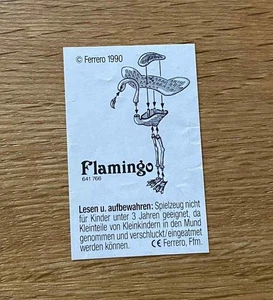 © Ferrero 1990
Flamingo
641 766
Lesen u. aufbewahren: Spielzeug nicht
für Kinder unter 3 Jahren geeignet, da
Kleinteile von Kleinkindern in den Mund
genommen und verschluckt/eingeatmet
werden können. CE Ferrero, Ffm.